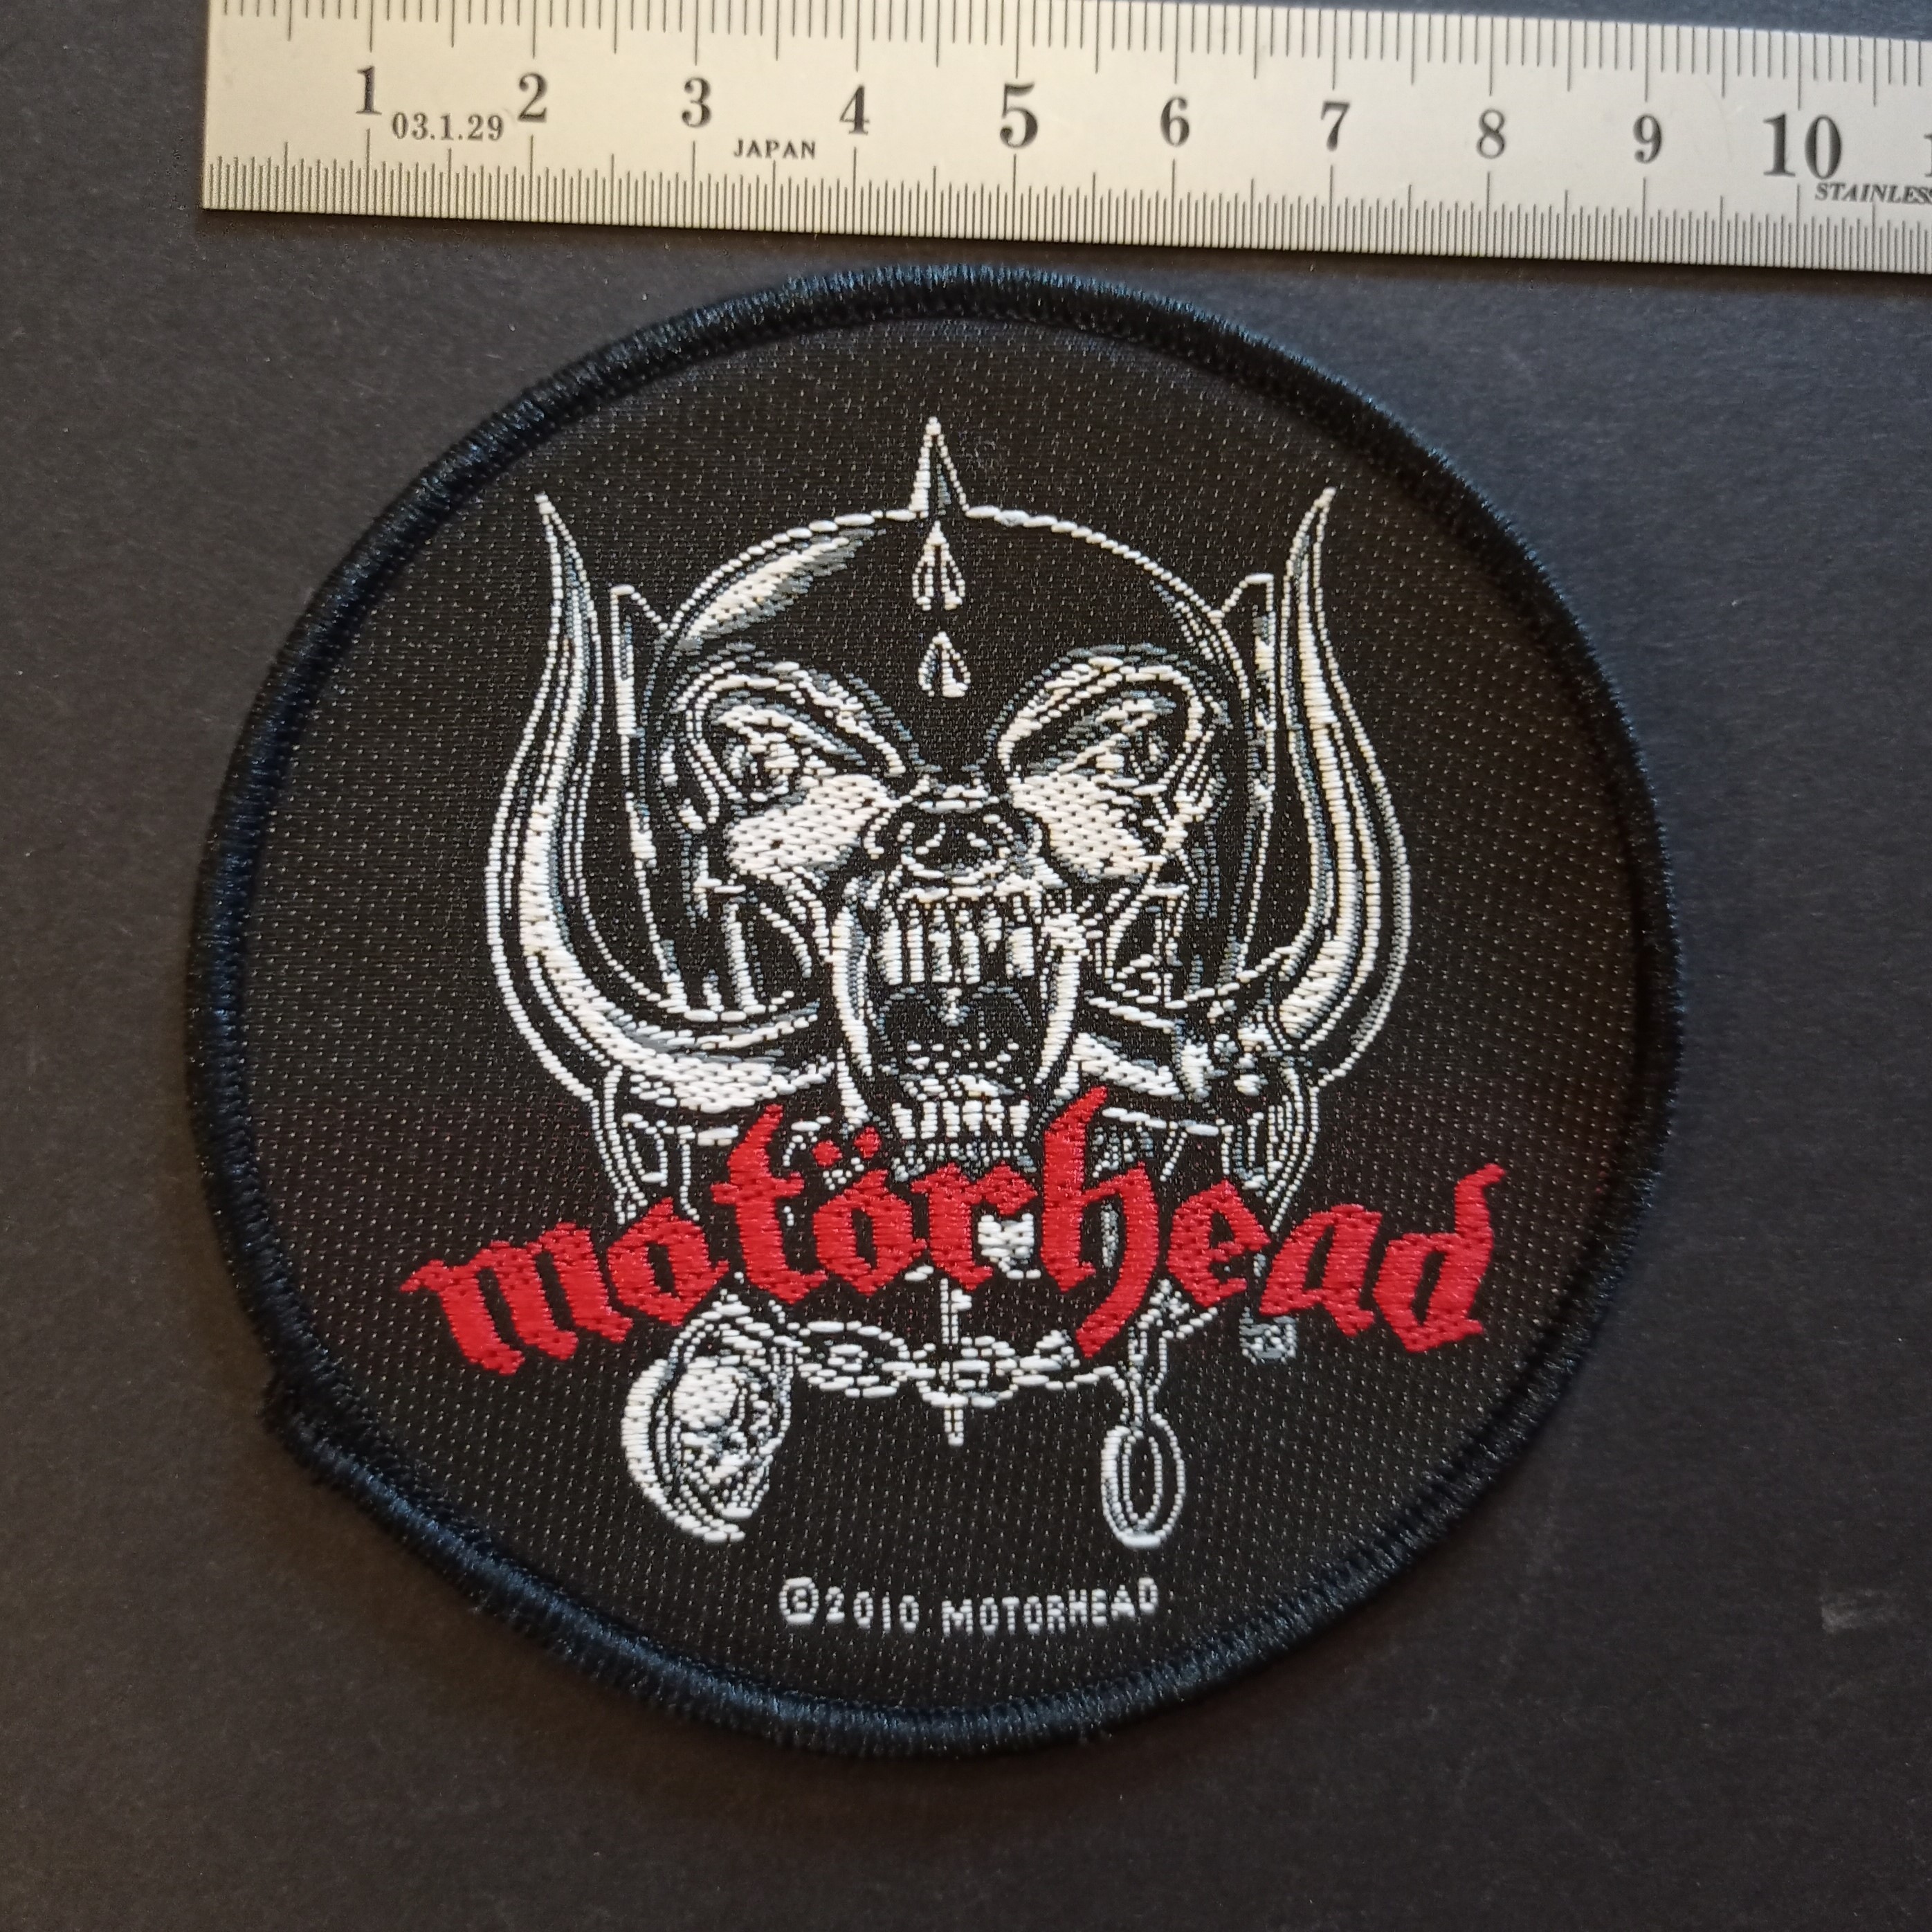 1 2 3 4 5 6 7 8 9 10
03.1.29 JAPAN STAINLESS
motörhead
©2010 MOTORHEAD